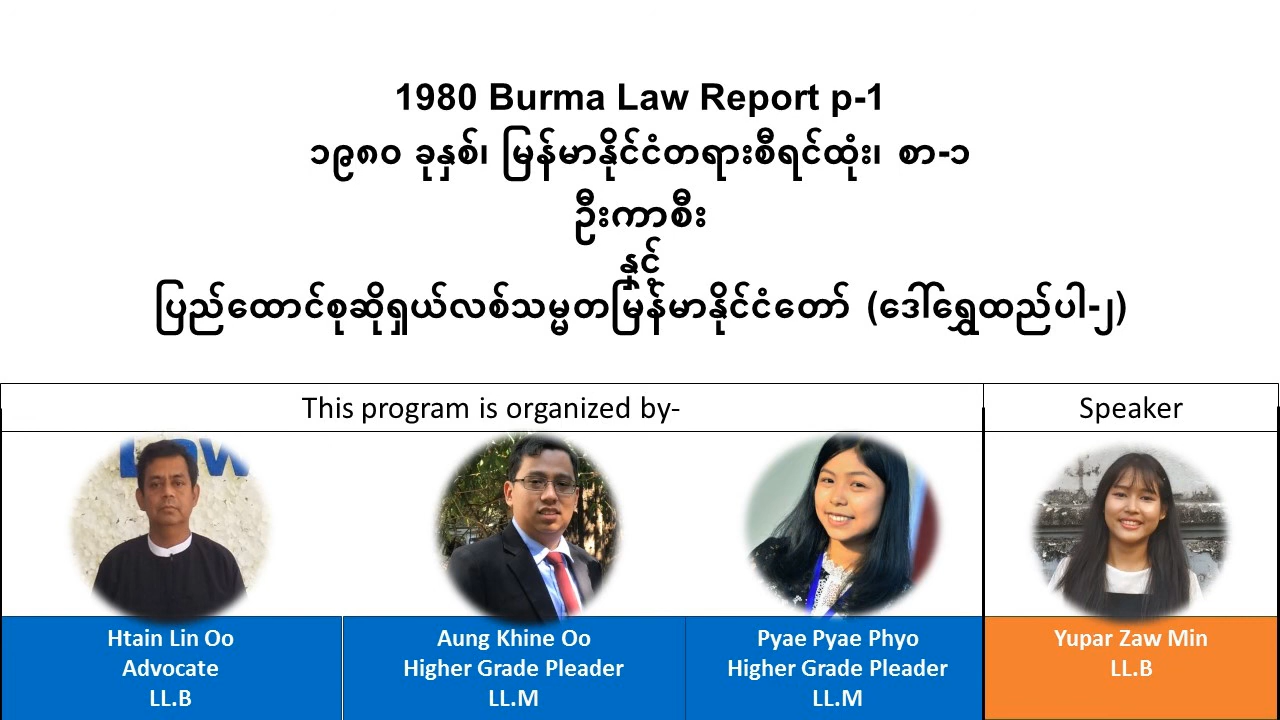 1980 Burma Law Report p-1
၁၉၈၀ ခုနှစ်၊ မြန်မာနိုင်ငံတရားစီရင်ထုံး၊ စာ-၁
ဦးကာစီး
နှင့်
ပြည်ထောင်စုဆိုရှယ်လစ်သမ္မတမြန်မာနိုင်ငံတော် (ဒေါ်ရွှေထည်ပါ-၂)
This program is organized by-
Speaker
Law
Htain Lin Oo
Advocate
LL.B
Aung Khine Oo
Higher Grade Pleader
LL.M
Pyae Pyae Phyo
Higher Grade Pleader
LL.M
Yupar Zaw Min
LL.B